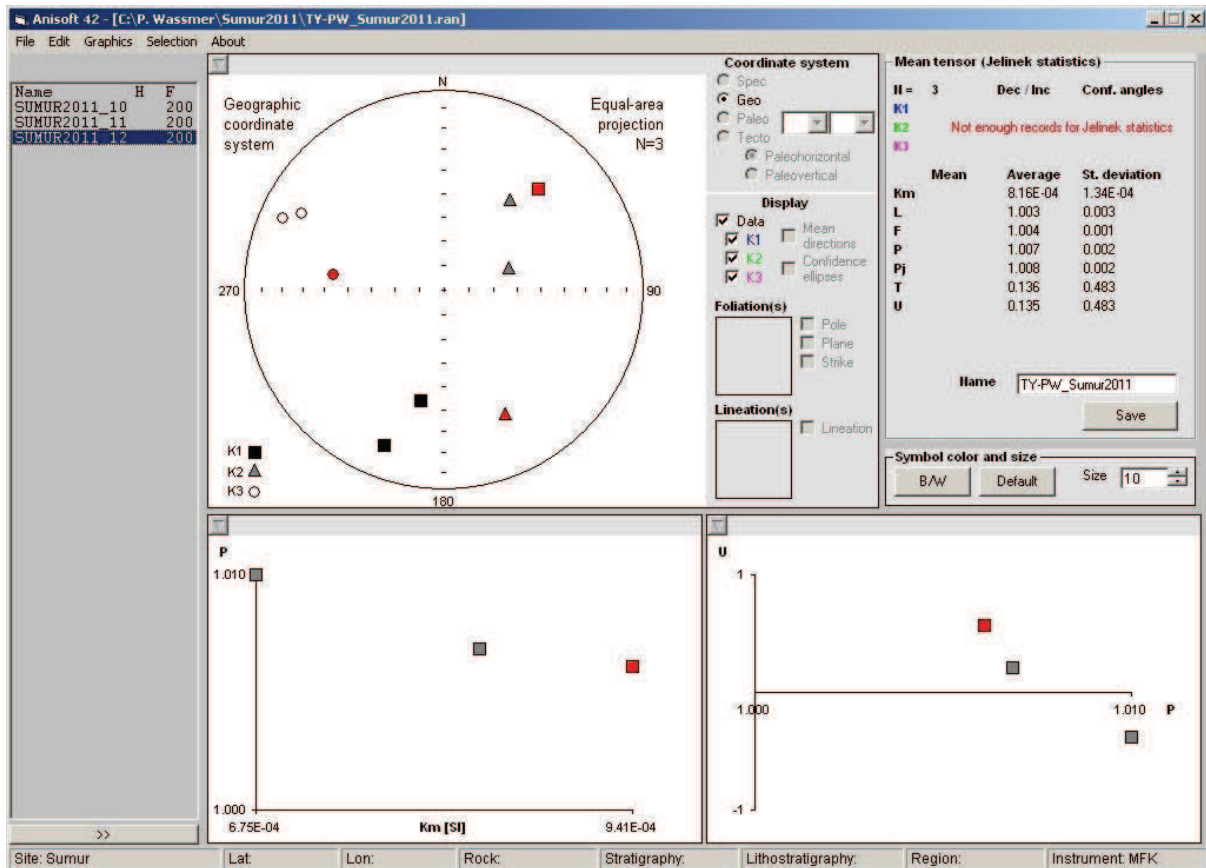 Anisoft 42 - [C:\P. Wassmer\Sumur2011\TY-PW_Sumur2011.ran]
File Edit Graphics Selection About
Name H F
SUMUR2011_10 200
SUMUR2011_11 200
SUMUR2011_12 200
>>
Geographic
coordinate
system
Equal-area
projection
N=3
N
270
90
180
K1
K2
K3
Coordinate system
Spec
Geo
Paleo
Tecto
Paleohorizontal
Paleovertical
Display
Data
K1
K2
K3
Mean
directions
Confidence
ellipses
Foliation(s)
Pole
Plane
Strike
Lineation(s)
Lineation
Mean tensor (Jelinek statistics)
N = 3 Dec / Inc Conf. angles
K1
K2 Not enough records for Jelinek statistics
K3
Mean Average St. deviation
Km 8.16E-04 1.34E-04
L 1.003 0.003
F 1.004 0.001
P 1.007 0.002
Pj 1.008 0.002
T 0.136 0.483
U 0.135 0.483
Name TY-PW_Sumur2011
Save
Symbol color and size
B/W Default Size 10
P
1.010
1.000
6.75E-04 Km [SI] 9.41E-04
U
1
1.000 1.010 P
-1
Site: Sumur Lat: Lon: Rock: Stratigraphy: Lithostratigraphy: Region: Instrument: MFK